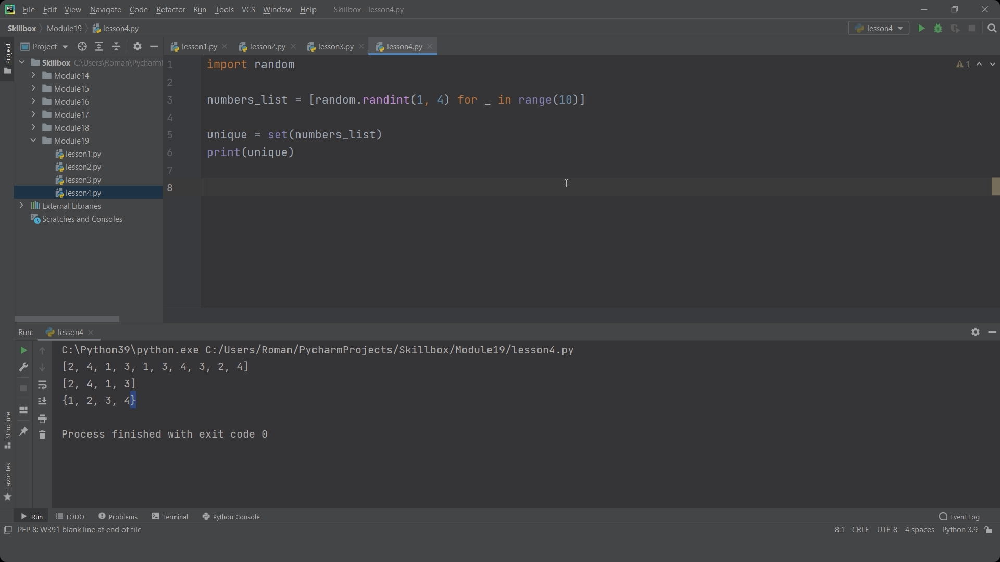 File Edit View Navigate Code Refactor Run Tools VCS Window Help Skillbox - lesson4.py
Skillbox Module19 lesson4.py lesson4
Project Project lesson1.py lesson2.py lesson3.py lesson4.py
Skillbox C:\Users\Roman\Pycharm
Module14
Module15
Module16
Module17
Module18
Module19
lesson1.py
lesson2.py
lesson3.py
lesson4.py
External Libraries
Scratches and Consoles
1 import random
2
3 numbers_list = [random.randint(1, 4) for _ in range(10)]
4
5 unique = set(numbers_list)
6 print(unique)
7
8
1
Run: lesson4
C:\Python39\python.exe C:/Users/Roman/PycharmProjects/Skillbox/Module19/lesson4.py
[2, 4, 1, 3, 1, 3, 4, 3, 2, 4]
[2, 4, 1, 3]
{1, 2, 3, 4}
Process finished with exit code 0
Structure
Favorites
Run TODO Problems Terminal Python Console Event Log
PEP 8: W391 blank line at end of file 8:1 CRLF UTF-8 4 spaces Python 3.9